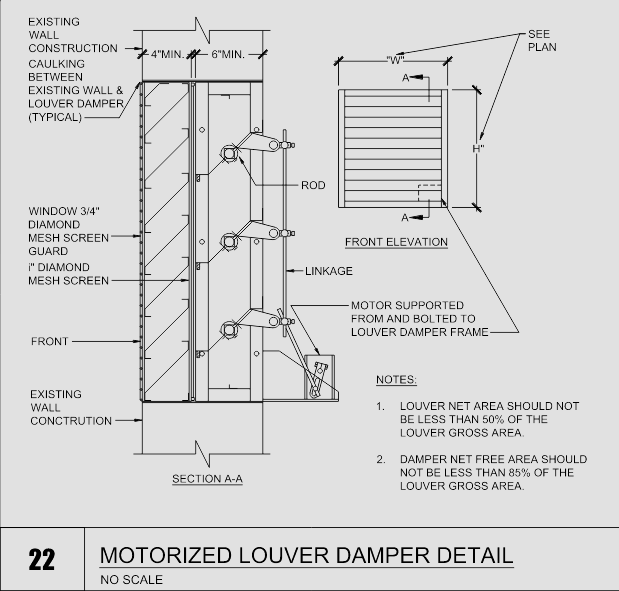 EXISTING
WALL
CONSTRUCTION
4"MIN.
6"MIN.
CAULKING
BETWEEN
EXISTING WALL &
LOUVER DAMPER
(TYPICAL)
SEE
PLAN
"W"
A
H"
A
FRONT ELEVATION
ROD
WINDOW 3/4"
DIAMOND
MESH SCREEN
GUARD
i" DIAMOND
MESH SCREEN
LINKAGE
MOTOR SUPPORTED
FROM AND BOLTED TO
LOUVER DAMPER FRAME
FRONT
EXISTING
WALL
CONCTRUTION
SECTION A-A
NOTES:
1. LOUVER NET AREA SHOULD NOT
BE LESS THAN 50% OF THE
LOUVER GROSS AREA.
2. DAMPER NET FREE AREA SHOULD
NOT BE LESS THAN 85% OF THE
LOUVER GROSS AREA.
22
MOTORIZED LOUVER DAMPER DETAIL
NO SCALE